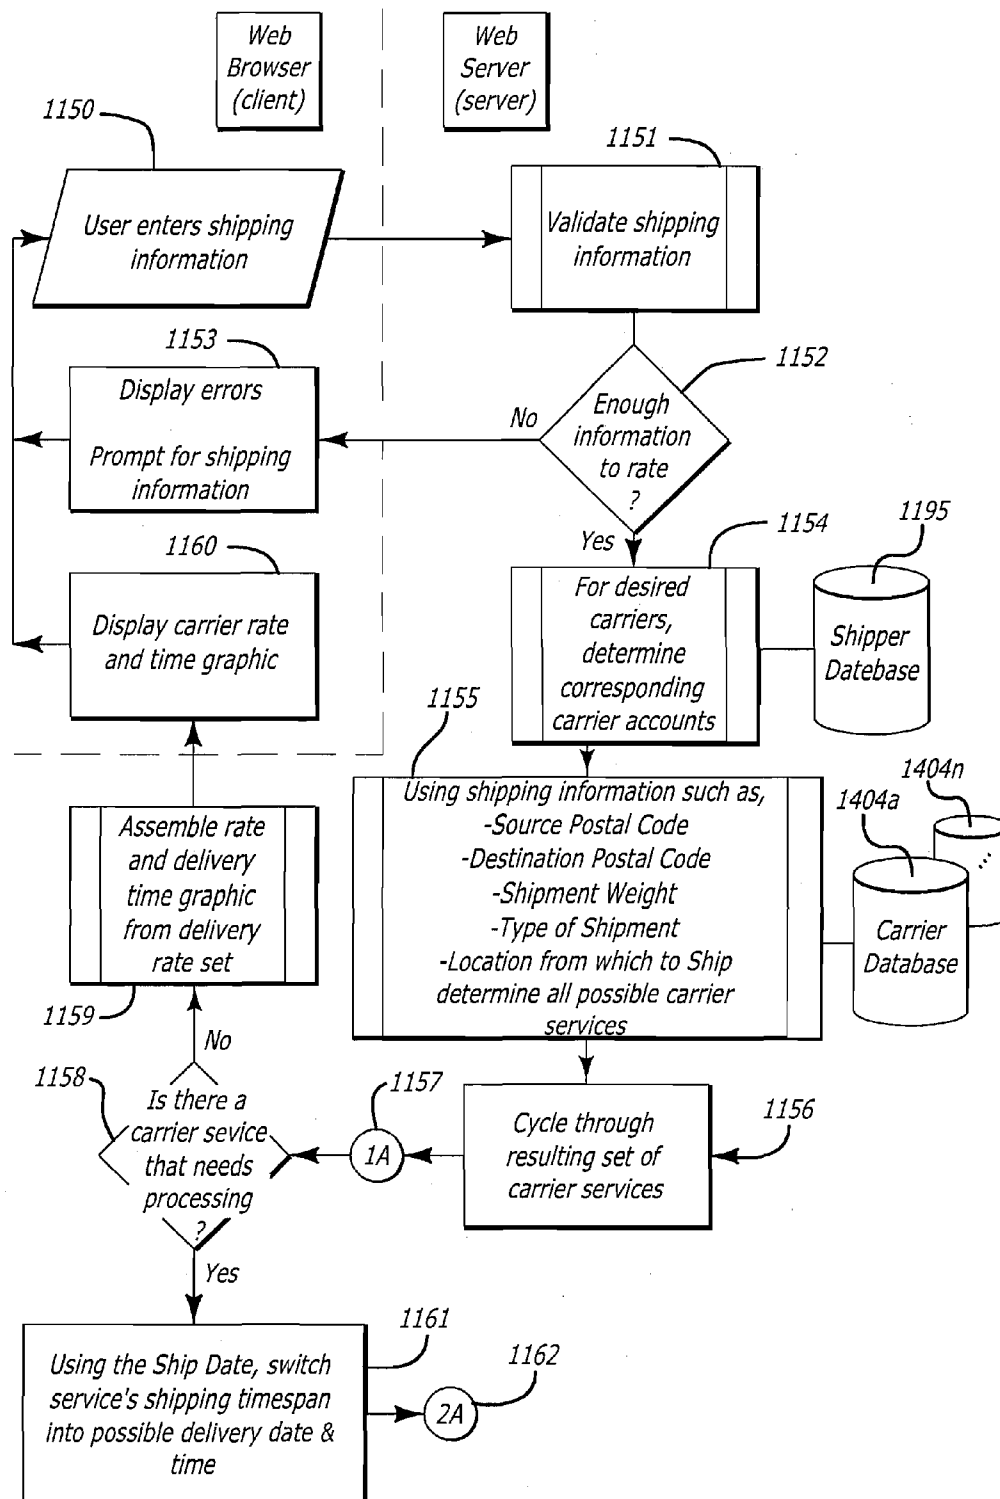 Web
Browser
(client)
Web
Server
(server)
1150
User enters shipping
information
1151
Validate shipping
information
1153
Display errors
Prompt for shipping
information
No
1152
Enough
information
to rate
?
Yes
1160
Display carrier rate
and time graphic
1154
For desired
carriers,
determine
corresponding
carrier accounts
1195
Shipper
Datebase
1155
Using shipping information such as,
-Source Postal Code
-Destination Postal Code
-Shipment Weight
-Type of Shipment
-Location from which to Ship
determine all possible carrier
services
1404n
1404a
...
Carrier
Database
Assemble rate
and delivery
time graphic
from delivery
rate set
1159
No
1158
Is there a
carrier sevice
that needs
processing
?
Yes
1157
1A
Cycle through
resulting set of
carrier services
1156
1161
Using the Ship Date, switch
service's shipping timespan
into possible delivery date &
time
1162
2A